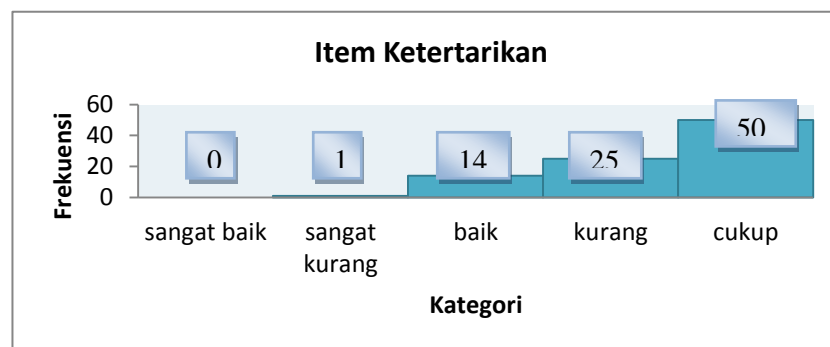 Item Ketertarikan
Frekuensi
60
40
20
0
0
1
14
25
50
sangat baik
sangat
kurang
baik
kurang
cukup
Kategori